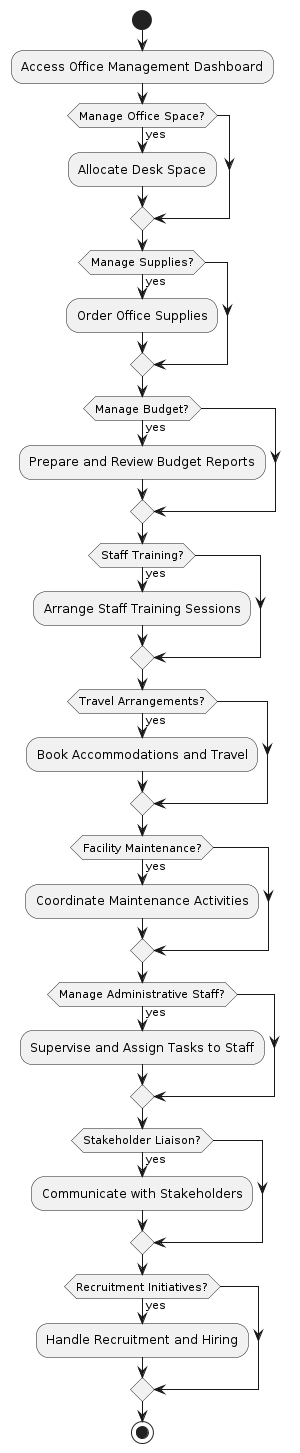 Access Office Management Dashboard
Manage Office Space?
yes
Allocate Desk Space
Manage Supplies?
yes
Order Office Supplies
Manage Budget?
yes
Prepare and Review Budget Reports
Staff Training?
yes
Arrange Staff Training Sessions
Travel Arrangements?
yes
Book Accommodations and Travel
Facility Maintenance?
yes
Coordinate Maintenance Activities
Manage Administrative Staff?
yes
Supervise and Assign Tasks to Staff
Stakeholder Liaison?
yes
Communicate with Stakeholders
Recruitment Initiatives?
yes
Handle Recruitment and Hiring